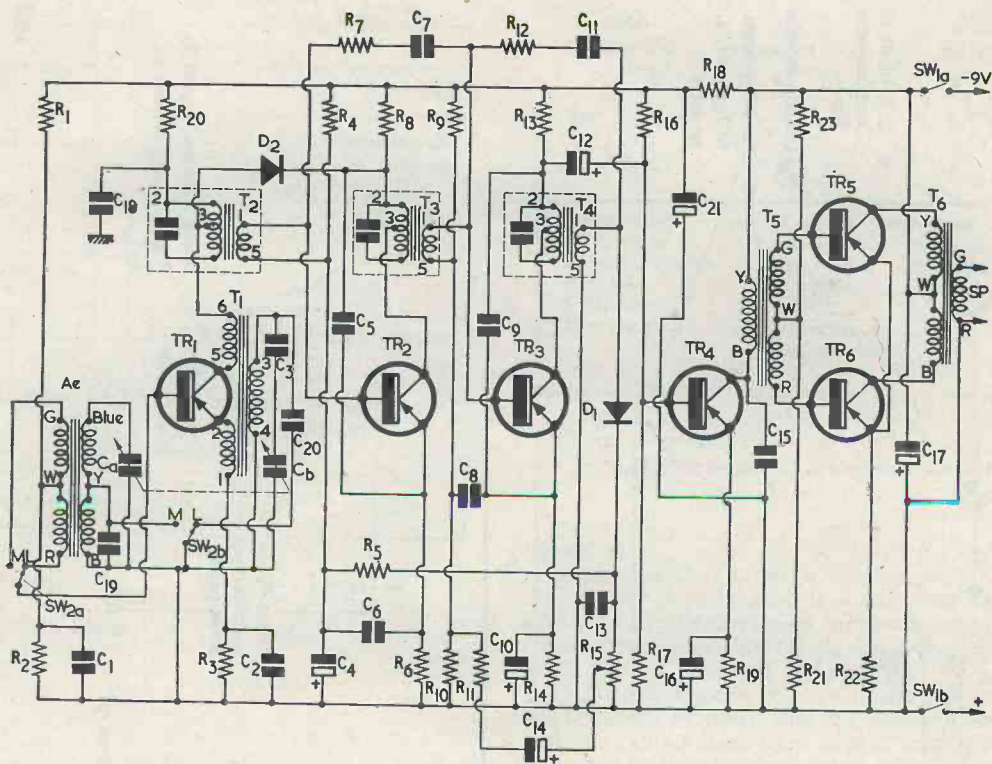 R7 C7 R12 C11
R18 SW1a -9V
R1 R20 R4 R8 R9 R13 R16 R23
D2 C12 +
C18 2 3 T2 1 5
2 3 T3 1 5
2 3 T4 1 5
C21 TR5 T6
Y T5 G W R B
Y W B G SP R
6 T1 5 3 4 2 1
C5 C9
TR1 TR2 TR3 TR4 TR6
Ae C3 C20 D1
G Blue Ca Cb C15 C17 +
W Y C8
M L R B C19 M L SW2b
SW2a R5
C6 C13
R2 C1 R3 C2 C4 + R6 R10 R11 C10 + R14 R15 R17 C16 + R19 R21 R22 SW1b +
C14 +